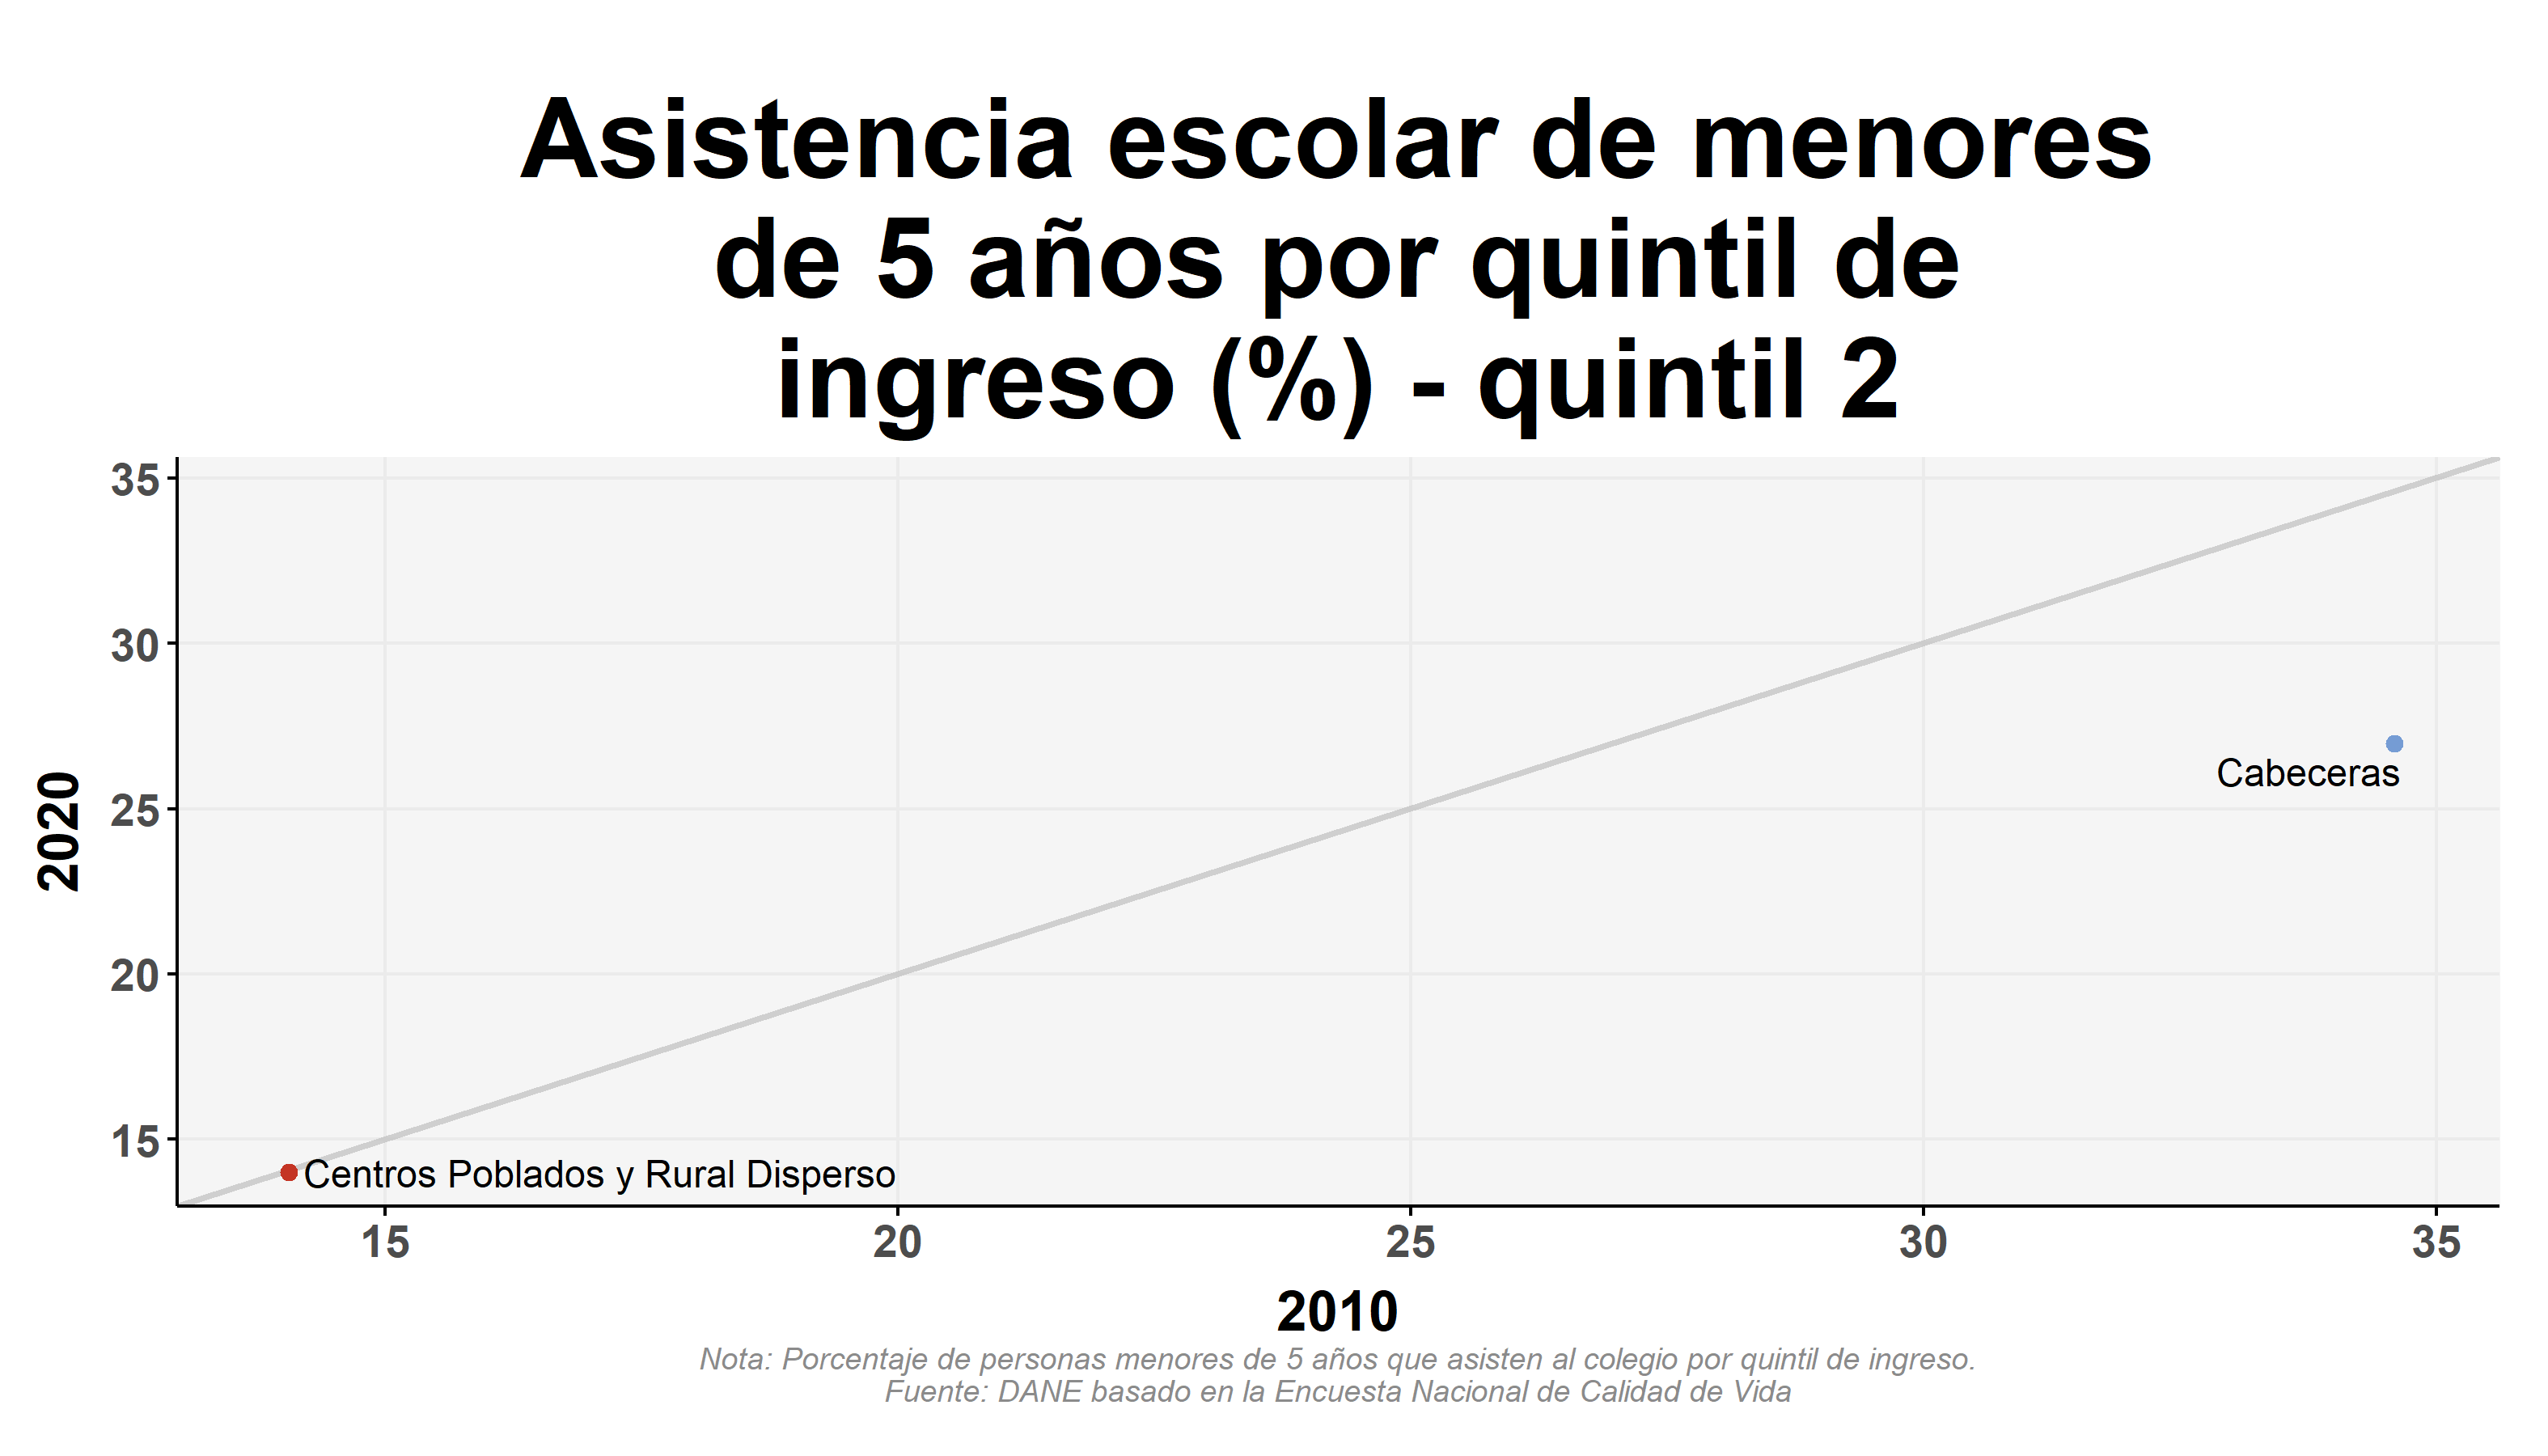 Asistencia escolar de menores
de 5 años por quintil de
ingreso (%) - quintil 2
35
30
25
20
15
2020
Cabeceras
Centros Poblados y Rural Disperso
15 20 25 30 35
2010
Nota: Porcentaje de personas menores de 5 años que asisten al colegio por quintil de ingreso.
Fuente: DANE basado en la Encuesta Nacional de Calidad de Vida